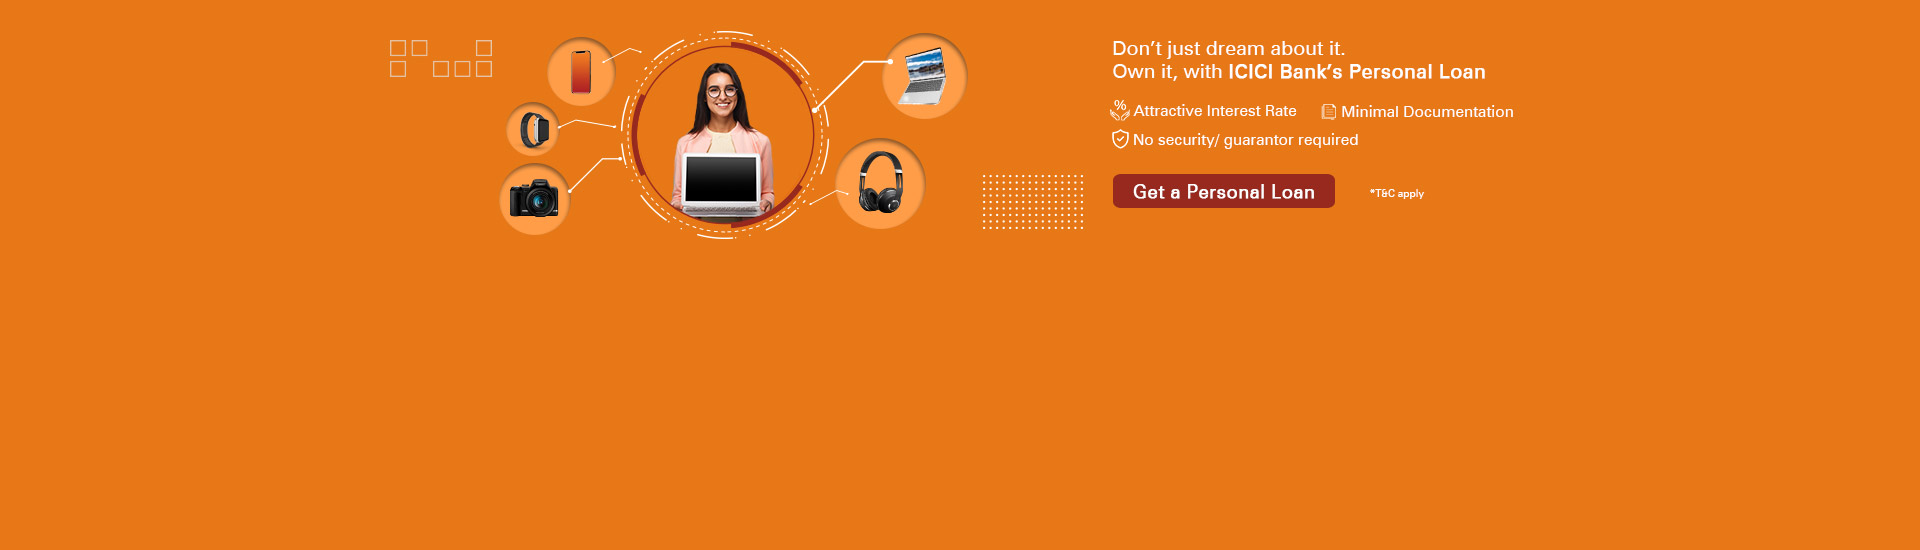 Don’t just dream about it.
Own it, with ICICI Bank’s Personal Loan
% Attractive Interest Rate
Minimal Documentation
No security/ guarantor required
Get a Personal Loan
*T&C apply